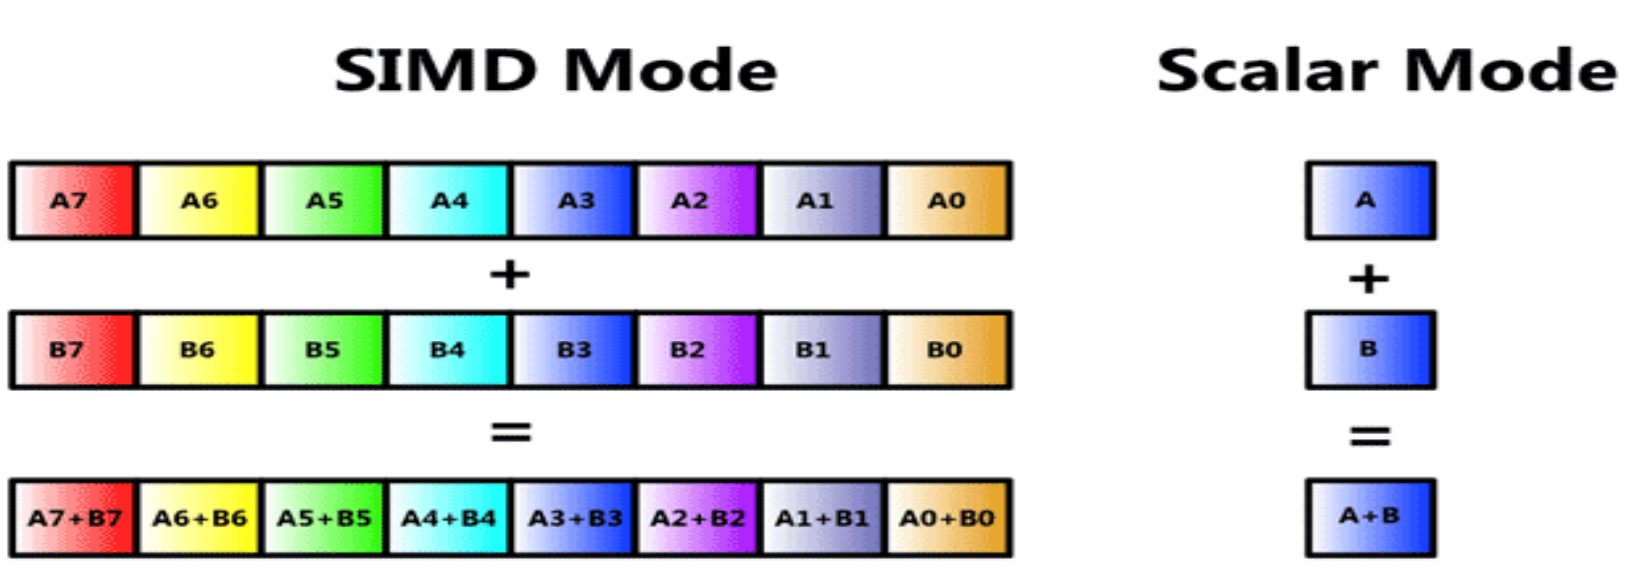 SIMD Mode Scalar Mode
A7 A6 A5 A4 A3 A2 A1 A0 A
+ +
B7 B6 B5 B4 B3 B2 B1 B0 B
= =
A7+B7 A6+B6 A5+B5 A4+B4 A3+B3 A2+B2 A1+B1 A0+B0 A+B